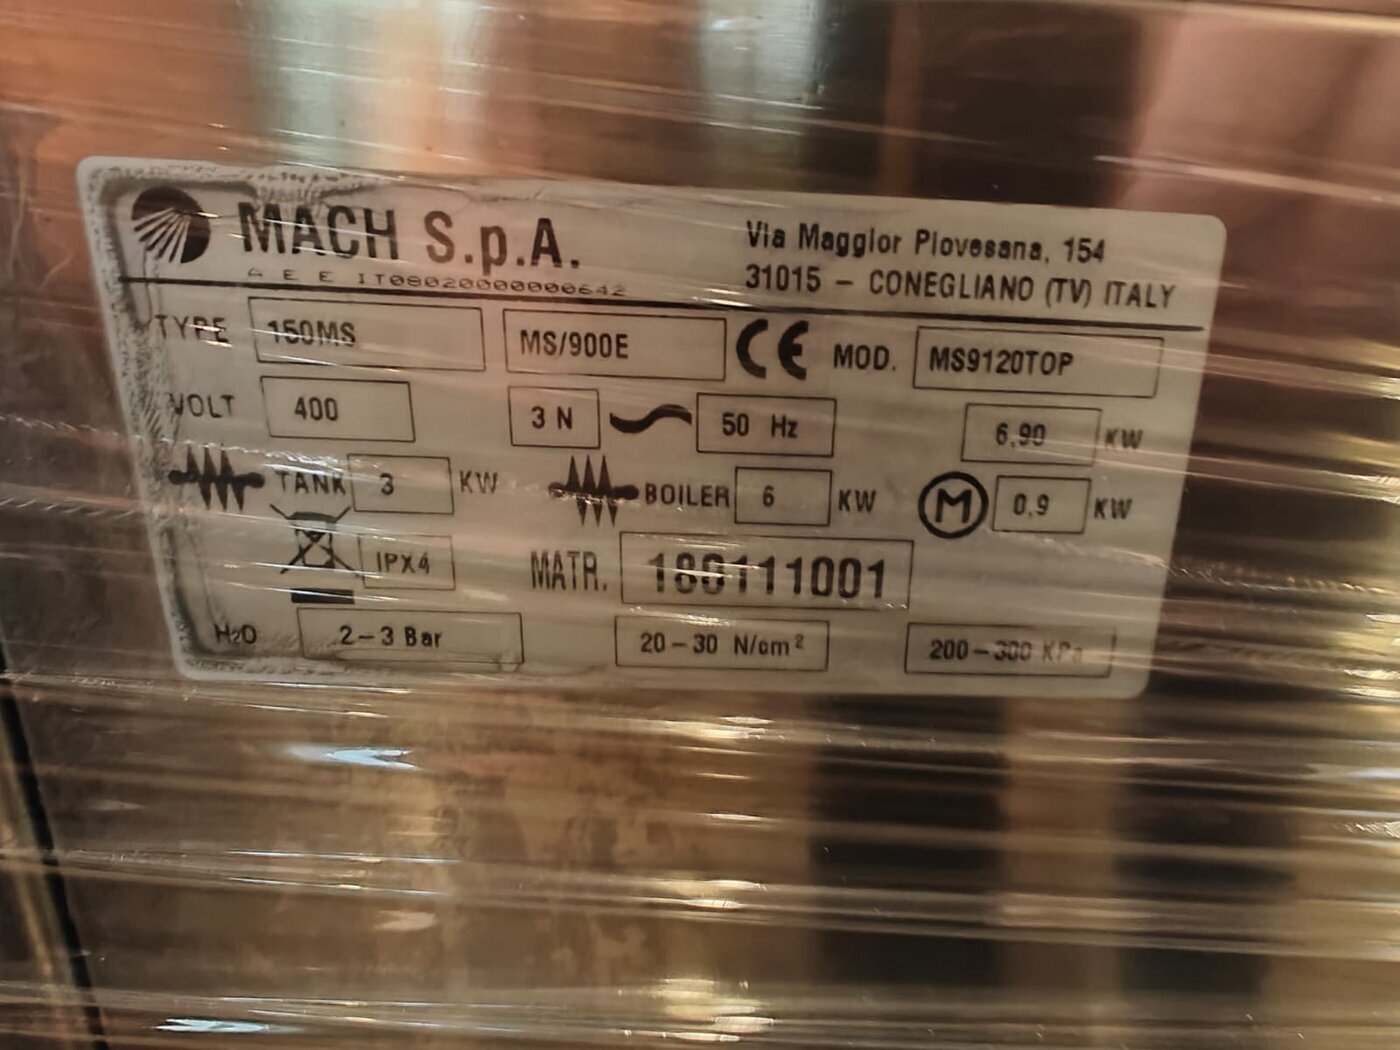 MACH S.p.A.
A E E IT08020000000642
Via Maggior Piovesana, 154
31015 – CONEGLIANO (TV) ITALY
TYPE 150MS MS/900E CE MOD. MS9120TOP
VOLT 400 3 N 50 Hz 6,90 KW
TANK 3 KW BOILER 6 KW M 0,9 KW
IPX4 MATR. 180111001
H2O 2–3 Bar 20–30 N/cm² 200–300 KPa